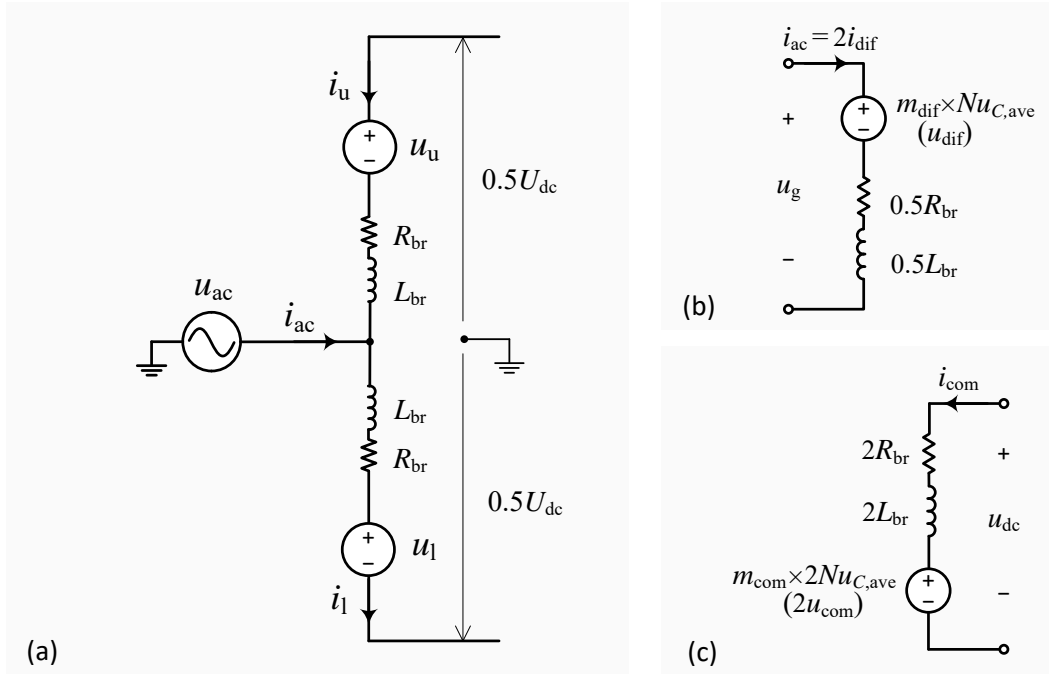 i_u
+
−
u_u
0.5U_dc
R_br
L_br
u_ac
i_ac
L_br
R_br
0.5U_dc
+
−
u_l
i_l
(a)
i_ac = 2i_dif
+
−
m_dif×Nu_C,ave
(u_dif)
+
u_g
−
0.5R_br
0.5L_br
(b)
i_com
2R_br
+
2L_br
u_dc
m_com×2Nu_C,ave
(2u_com)
+
−
−
(c)